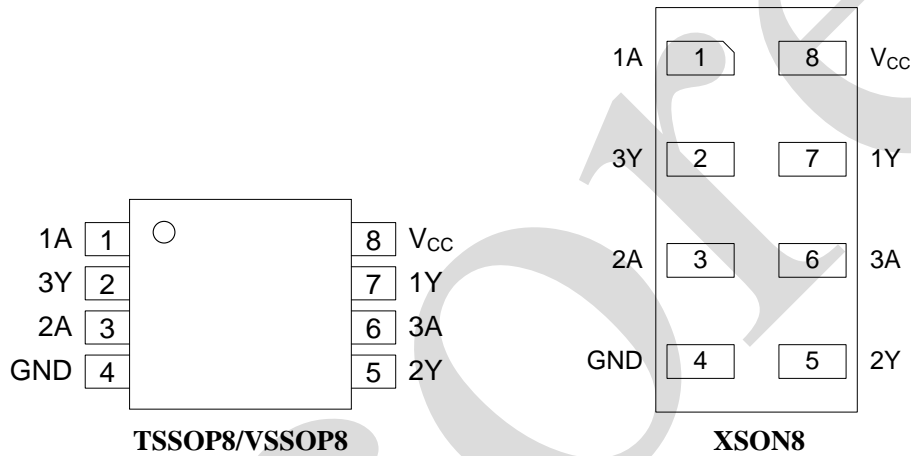 1A 1 8 VCC
3Y 2 7 1Y
2A 3 6 3A
GND 4 5 2Y
TSSOP8/VSSOP8
1A 1 8 VCC
3Y 2 7 1Y
2A 3 6 3A
GND 4 5 2Y
XSON8